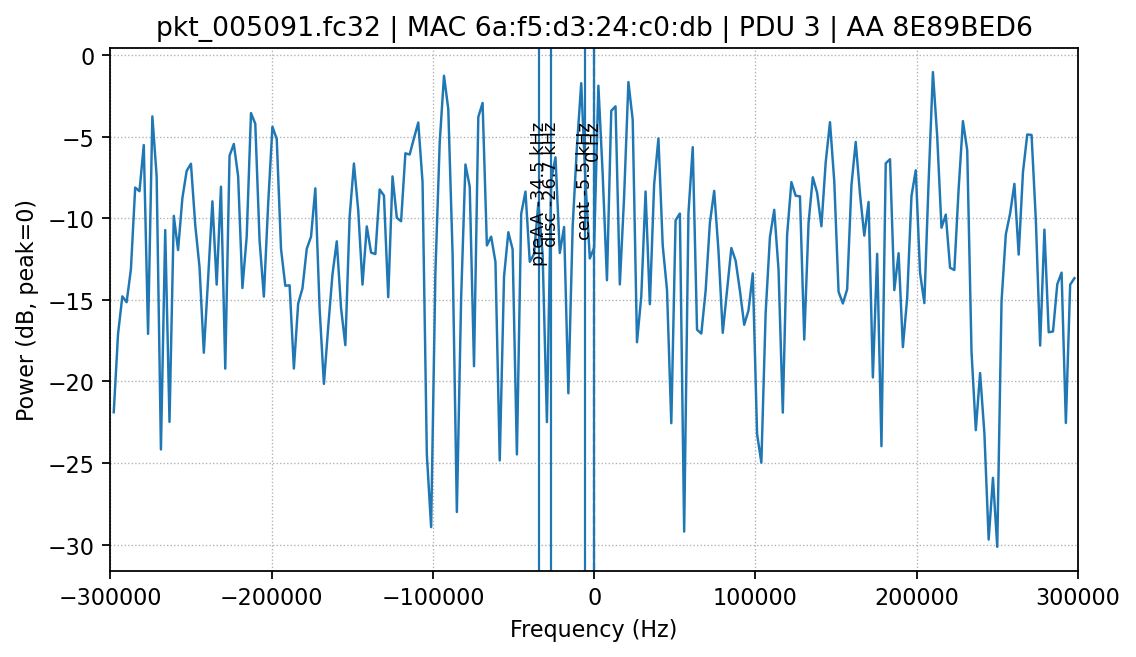 pkt_005091.fc32 | MAC 6a:f5:d3:24:c0:db | PDU 3 | AA 8E89BED6
Power (dB, peak=0)
0
−5
−10
−15
−20
−25
−30
preAA -34.5 kHz
disc -26.7 kHz
cent -5.5 kHz
0 Hz
−300000
−200000
−100000
0
100000
200000
300000
Frequency (Hz)